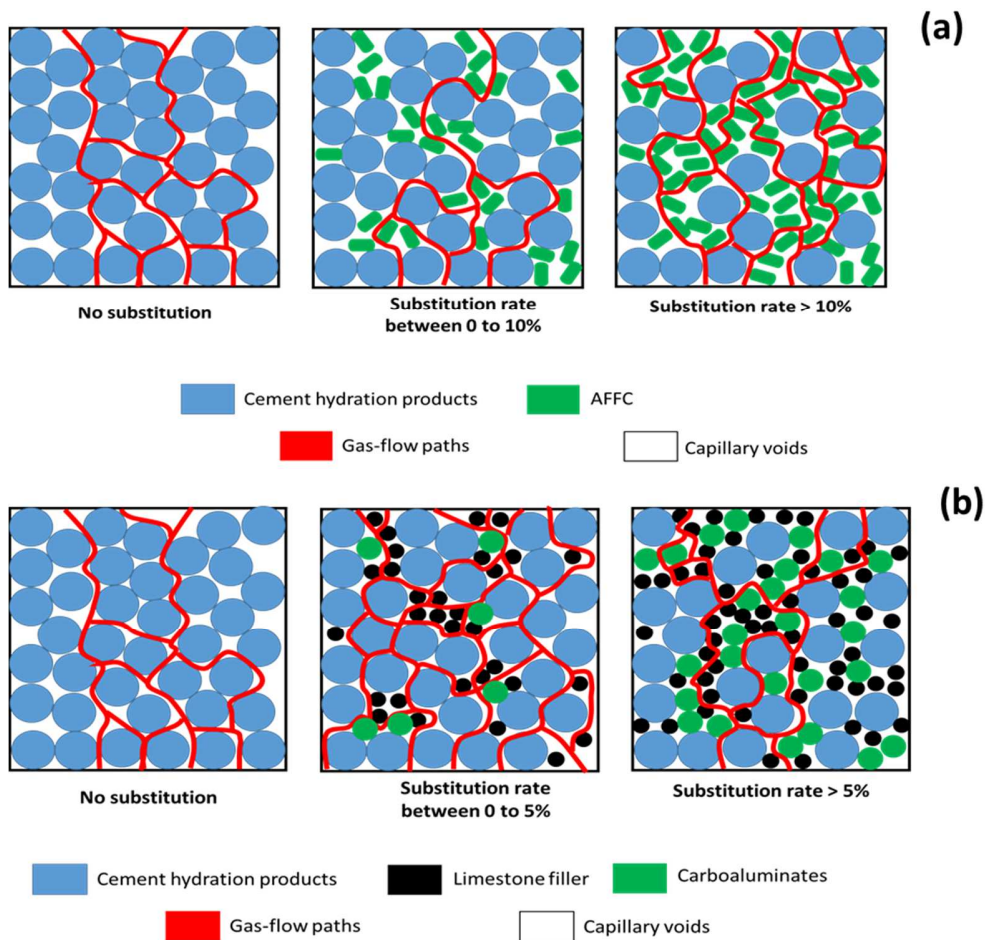 (a)
No substitution
Substitution rate
between 0 to 10%
Substitution rate > 10%
Cement hydration products
AFFC
Gas-flow paths
Capillary voids
(b)
No substitution
Substitution rate
between 0 to 5%
Substitution rate > 5%
Cement hydration products
Limestone filler
Carboaluminates
Gas-flow paths
Capillary voids